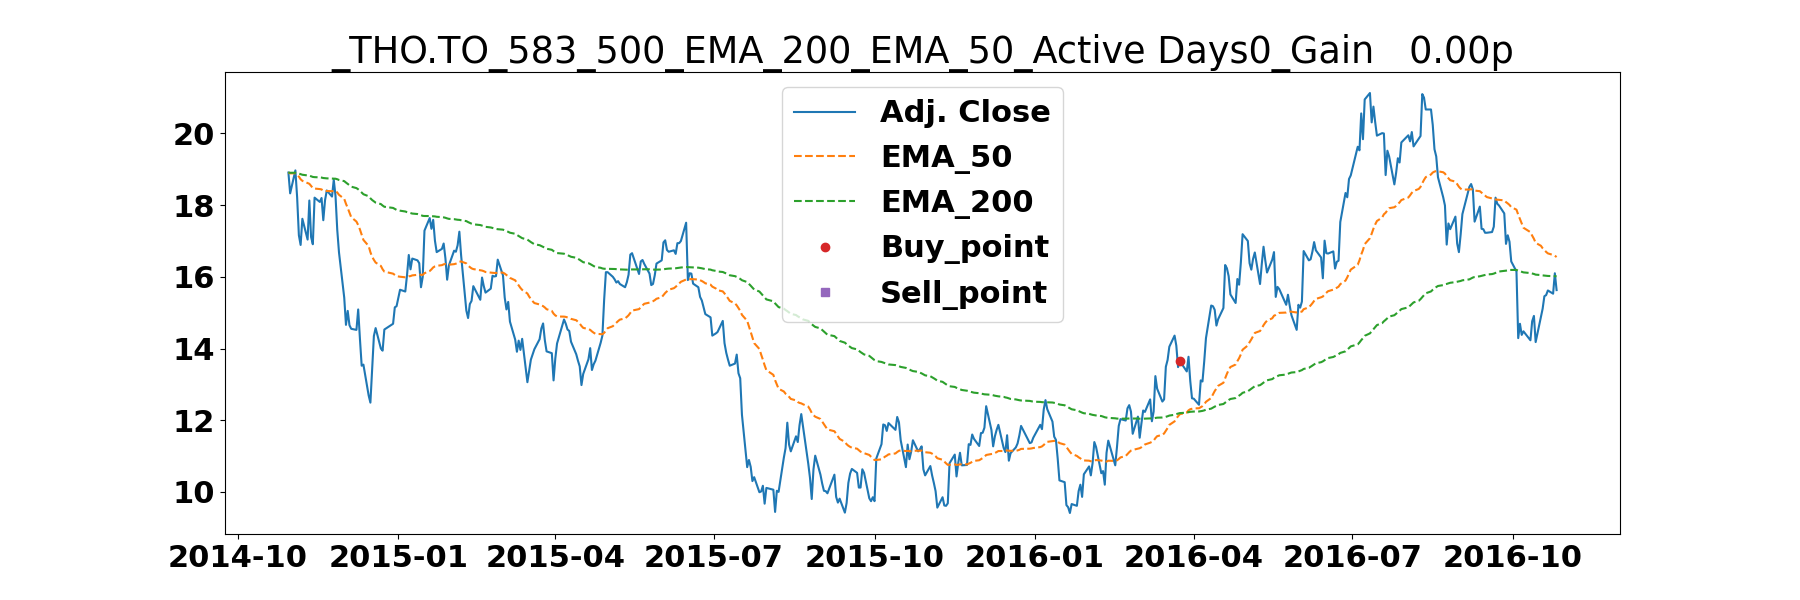 _THO.TO_583_500_EMA_200_EMA_50_Active Days0_Gain   0.00p
Adj. Close
EMA_50
EMA_200
Buy_point
Sell_point
20
18
16
14
12
10
2014-10 2015-01 2015-04 2015-07 2015-10 2016-01 2016-04 2016-07 2016-10